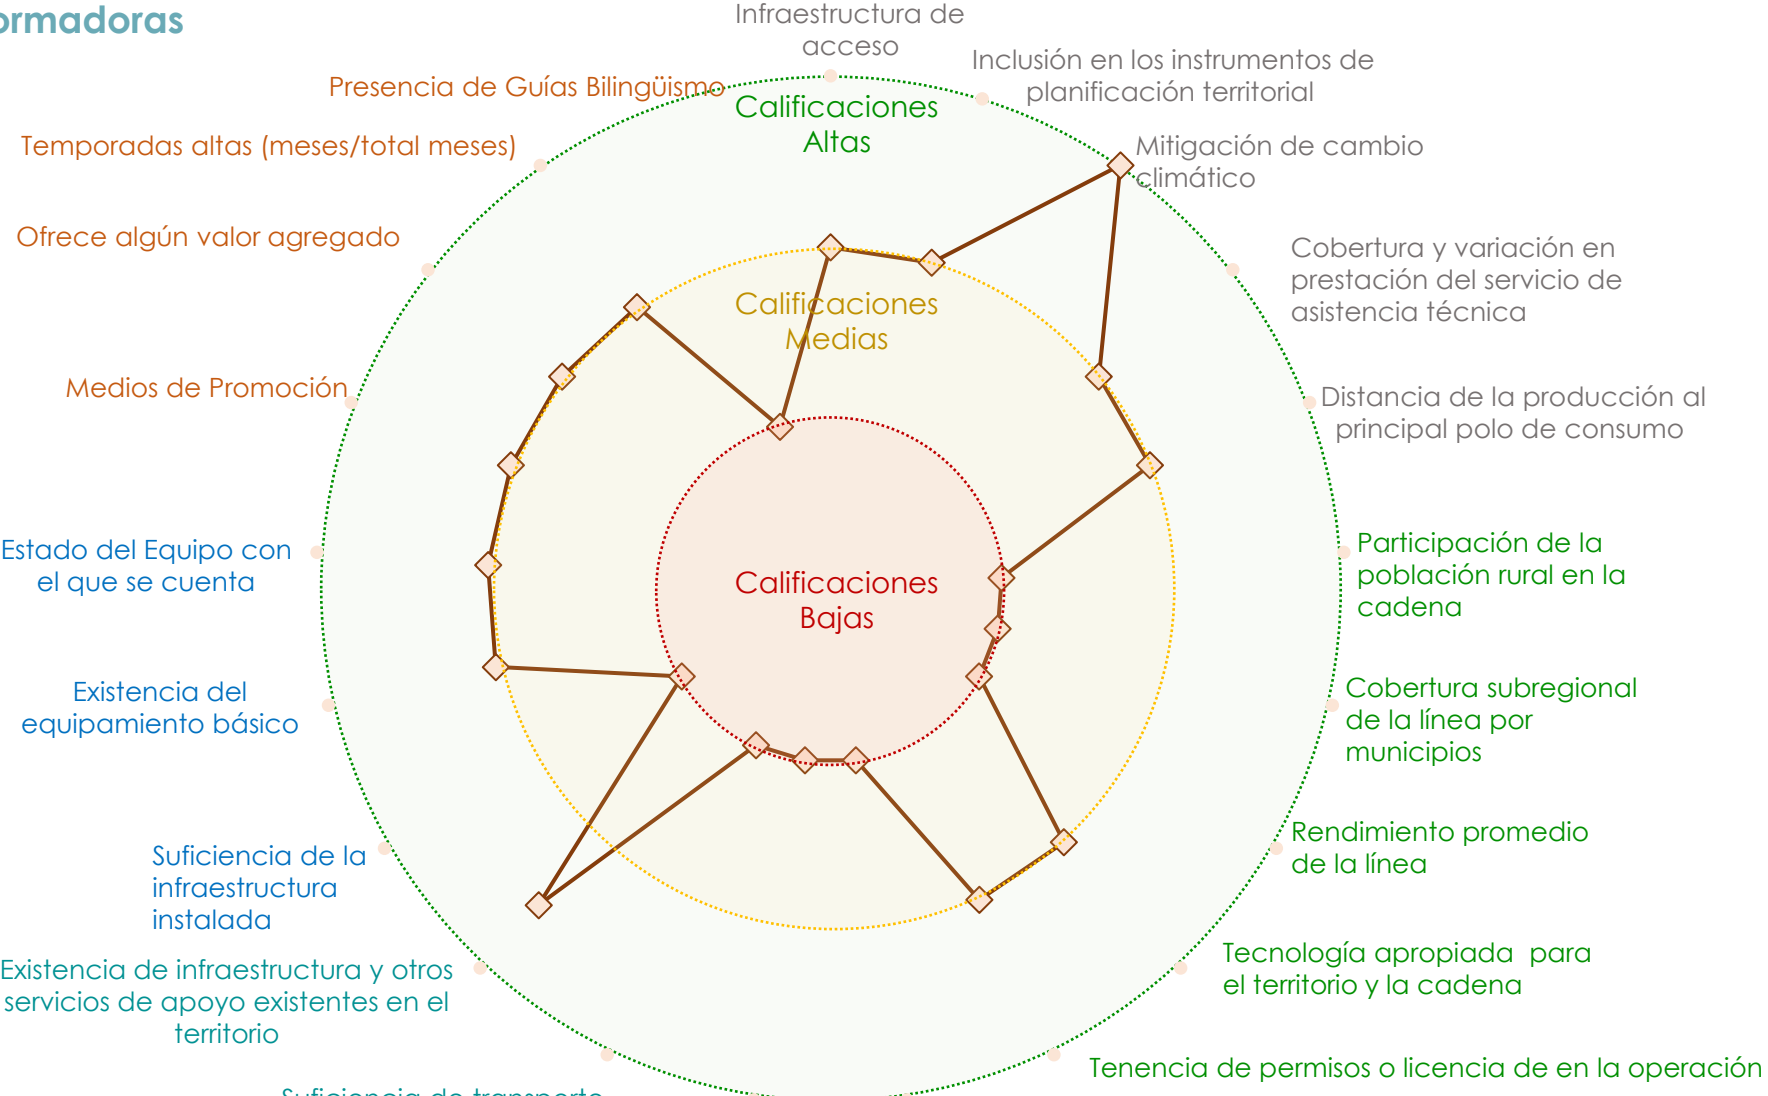 ormadoras
Infraestructura de
acceso
Inclusión en los instrumentos de
planificación territorial
Presencia de Guías Bilingüismo
Calificaciones
Altas
Temporadas altas (meses/total meses)
Mitigación de cambio
climático
Ofrece algún valor agregado
Cobertura y variación en
prestación del servicio de
asistencia técnica
Calificaciones
Medias
Medios de Promoción
Distancia de la producción al
principal polo de consumo
Estado del Equipo con
el que se cuenta
Calificaciones
Bajas
Participación de la
población rural en la
cadena
Existencia del
equipamiento básico
Cobertura subregional
de la línea por
municipios
Suficiencia de la
infraestructura
instalada
Rendimiento promedio
de la línea
Existencia de infraestructura y otros
servicios de apoyo existentes en el
territorio
Tecnología apropiada  para
el territorio y la cadena
Tenencia de permisos o licencia de en la operación
Suficiencia de transporte